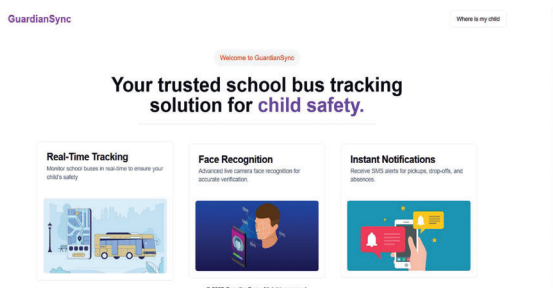 GuardianSync
Where is my child
Welcome to GuardianSync
Your trusted school bus tracking
solution for child safety.
Real-Time Tracking
Monitor school buses in real-time to ensure your
child's safety
Face Recognition
Advanced live camera face recognition for
accurate verification.
Instant Notifications
Receive SMS alerts for pickups, drop-offs, and
absences.